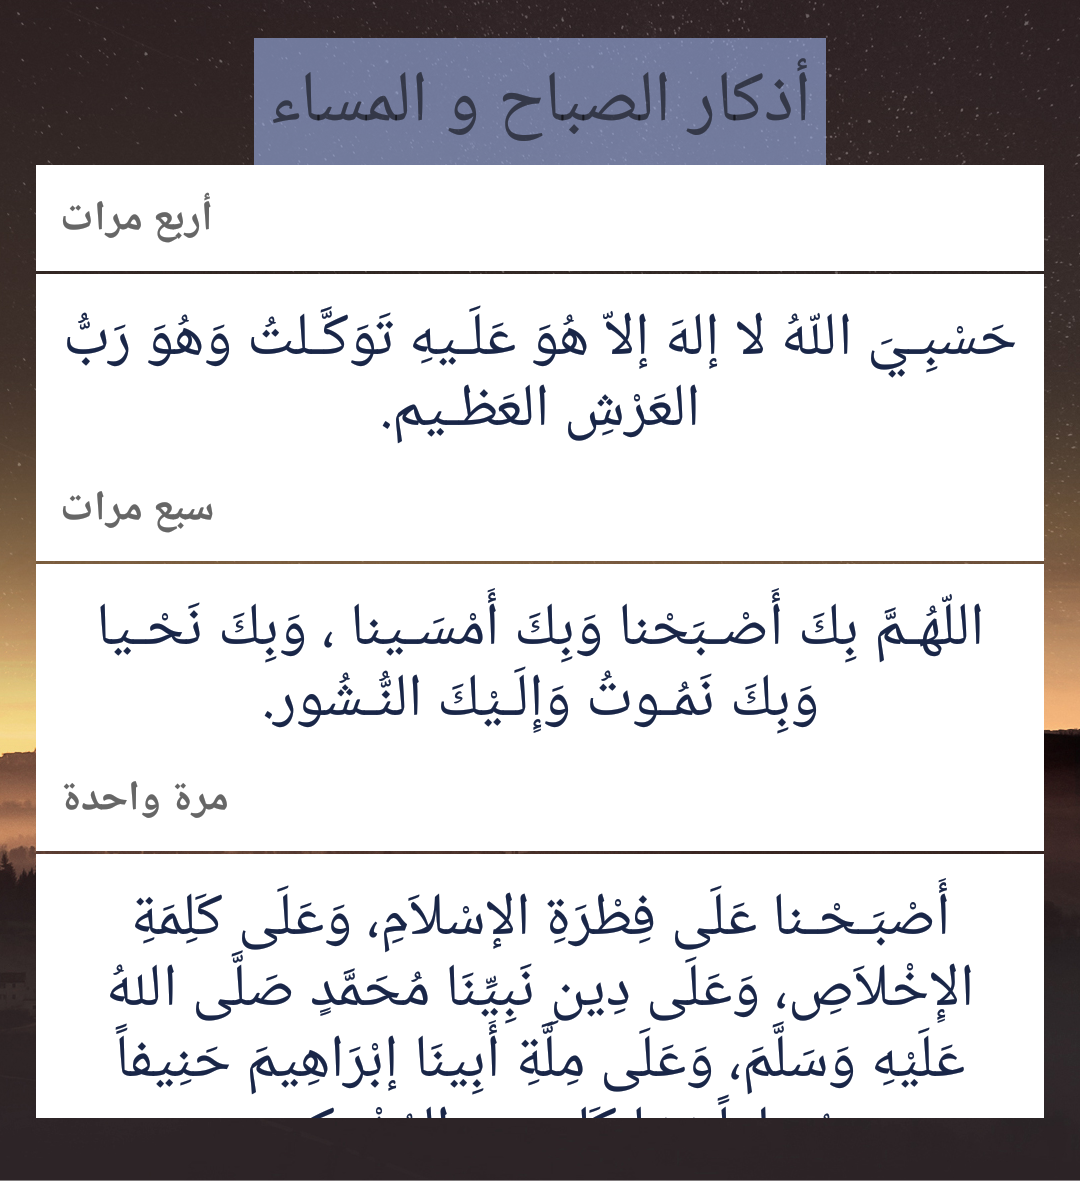 أذكار الصباح و المساء
أربع مرات
حَسْبِـيَ اللّهُ لا إلهَ إلاّ هُوَ عَلَـيهِ تَوَكَّـلتُ وَهُوَ رَبُّ
العَرْشِ العَظـيم.
سبع مرات
اللّهُـمَّ بِكَ أَصْـبَحْنا وَبِكَ أَمْسَـينا ، وَبِكَ نَحْـيا
وَبِكَ نَمُـوتُ وَإِلَـيْكَ النُّـشُور.
مرة واحدة
أَصْبَـحْـنا عَلَى فِطْرَةِ الإسْلاَمِ، وَعَلَى كَلِمَةِ
الإِخْلاَصِ، وَعَلَى دِينِ نَبِيِّنَا مُحَمَّدٍ صَلَّى اللهُ
عَلَيْهِ وَسَلَّمَ، وَعَلَى مِلَّةِ أَبِينَا إبْرَاهِيمَ حَنِيفاً